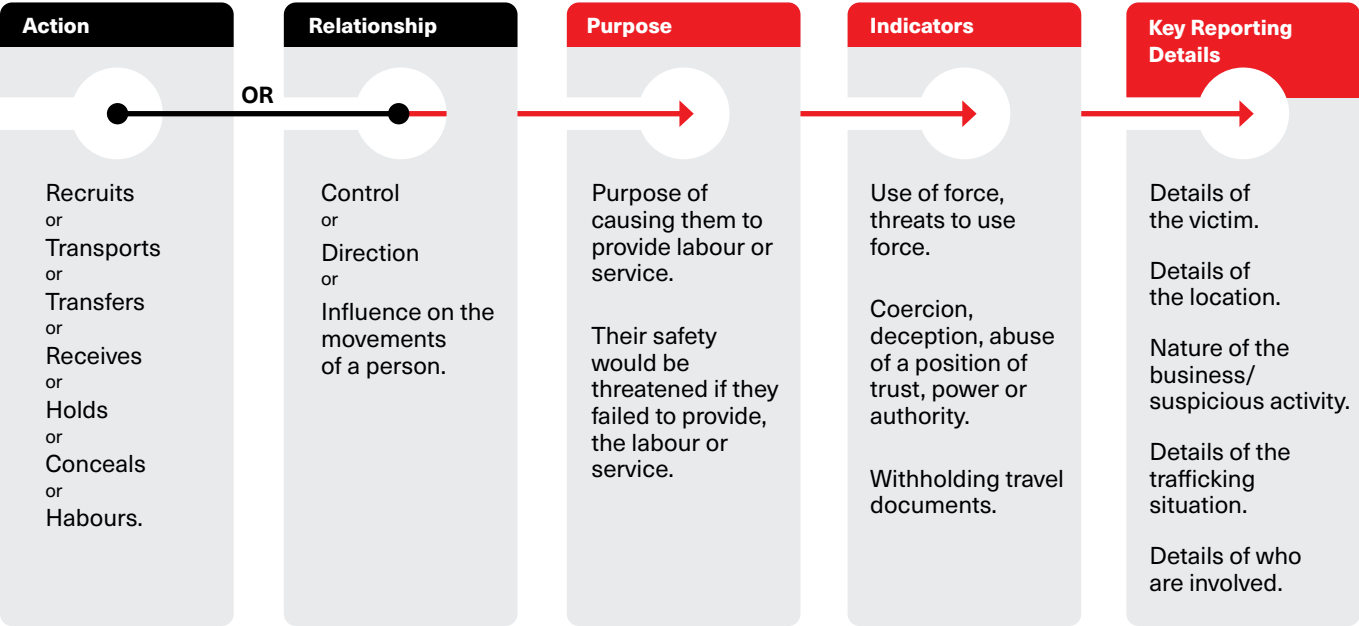 Action
Recruits
or
Transports
or
Transfers
or
Receives
or
Holds
or
Conceals
or
Habours.
OR
Relationship
Control
or
Direction
or
Influence on the
movements
of a person.
Purpose
Purpose of
causing them to
provide labour or
service.
Their safety
would be
threatened if they
failed to provide,
the labour or
service.
Indicators
Use of force,
threats to use
force.
Coercion,
deception, abuse
of a position of
trust, power or
authority.
Withholding travel
documents.
Key Reporting
Details
Details of
the victim.
Details of
the location.
Nature of the
business/
suspicious activity.
Details of the
trafficking
situation.
Details of who
are involved.